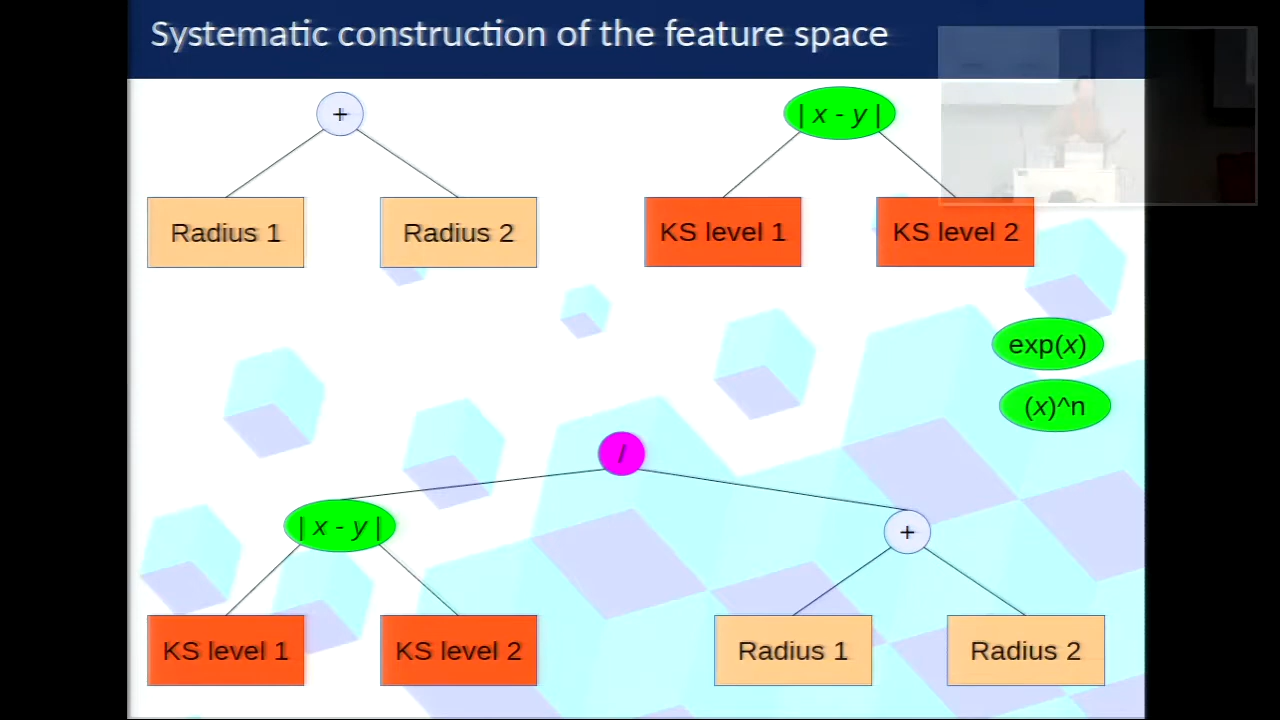 Systematic construction of the feature space
+
| x - y |
Radius 1
Radius 2
KS level 1
KS level 2
exp(x)
(x)^n
/
| x - y |
+
KS level 1
KS level 2
Radius 1
Radius 2